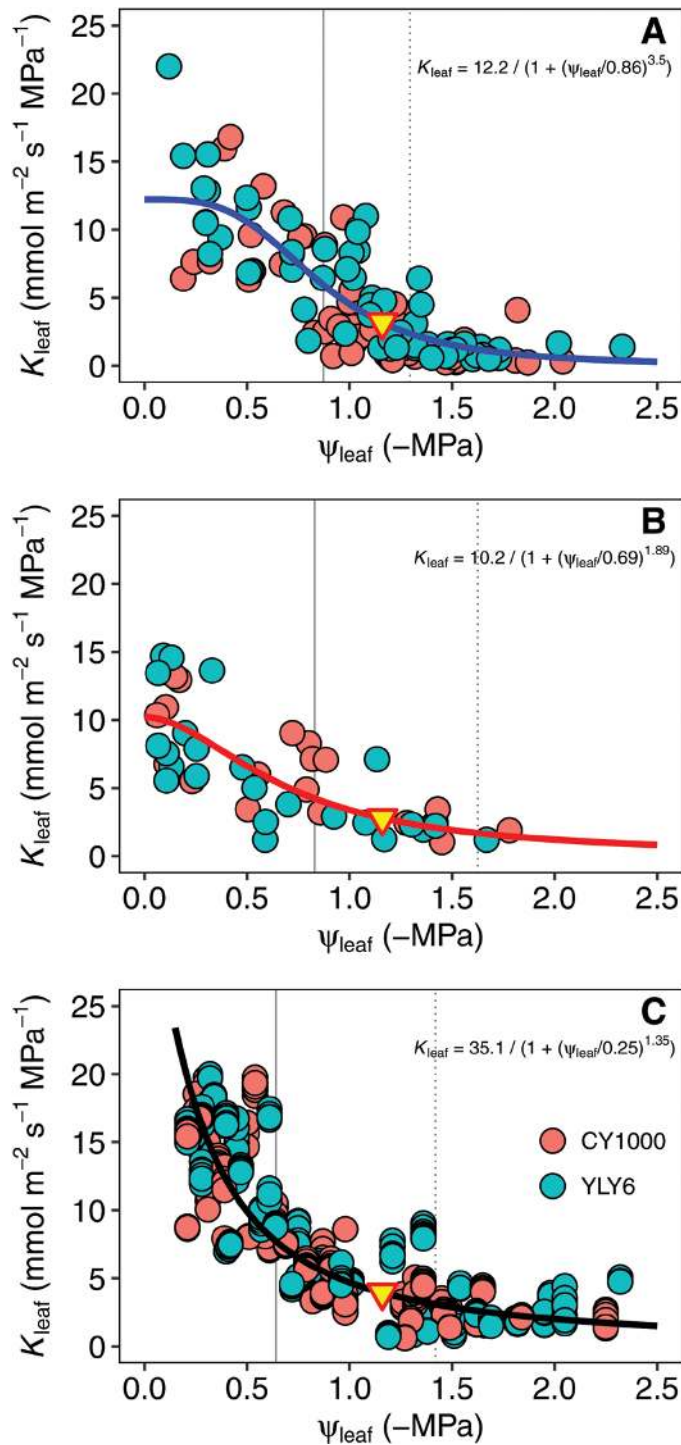 A
K_leaf = 12.2 / (1 + (ψ_leaf/0.86)^3.5)
25
20
15
10
5
0
K_leaf (mmol m⁻² s⁻¹ MPa⁻¹)
0.0 0.5 1.0 1.5 2.0 2.5
ψ_leaf (−MPa)
B
K_leaf = 10.2 / (1 + (ψ_leaf/0.69)^1.89)
25
20
15
10
5
0
K_leaf (mmol m⁻² s⁻¹ MPa⁻¹)
0.0 0.5 1.0 1.5 2.0 2.5
ψ_leaf (−MPa)
C
K_leaf = 35.1 / (1 + (ψ_leaf/0.25)^1.35)
25
20
15
10
5
0
K_leaf (mmol m⁻² s⁻¹ MPa⁻¹)
CY1000
YLY6
0.0 0.5 1.0 1.5 2.0 2.5
ψ_leaf (−MPa)